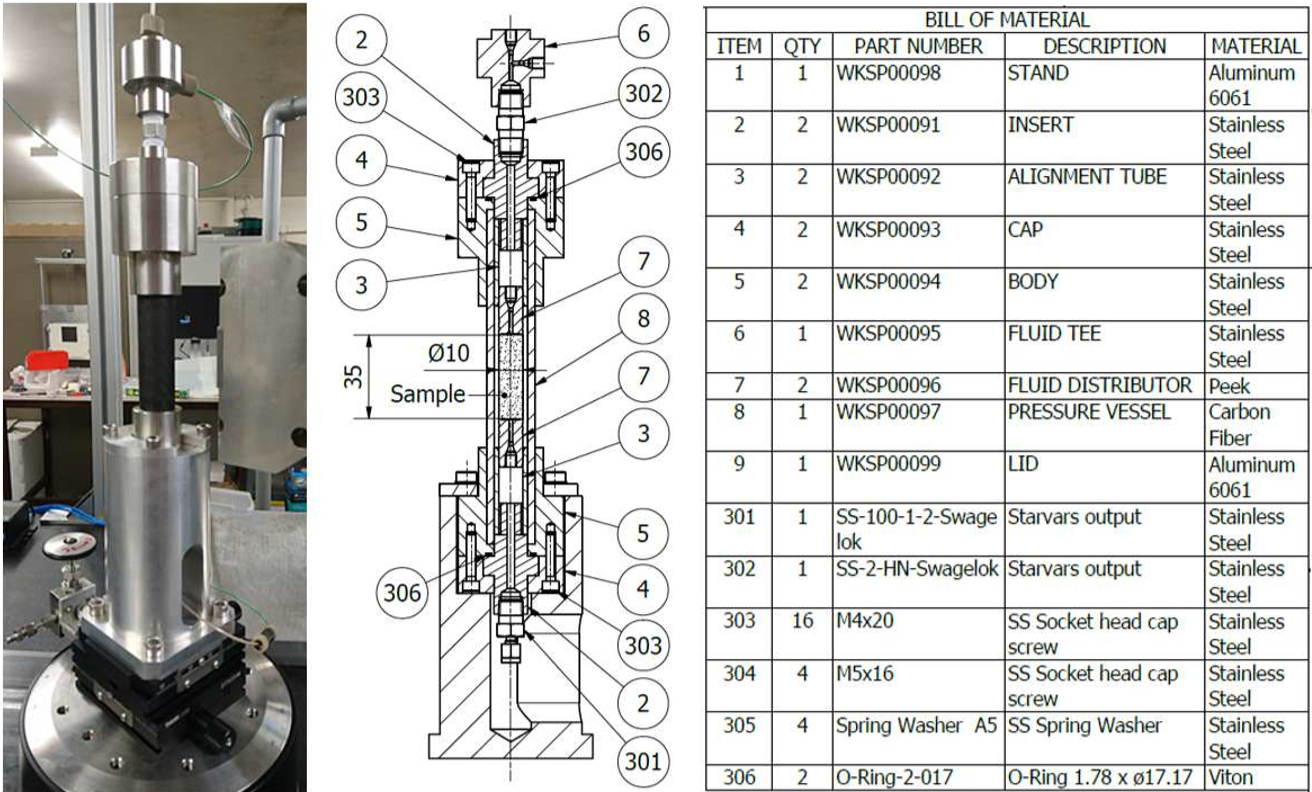 2
303
4
5
3
6
302
306
7
8
7
3
Ø10
35
Sample
5
4
306
303
2
301
BILL OF MATERIAL
ITEM QTY PART NUMBER DESCRIPTION MATERIAL
1 1 WKSP00098 STAND Aluminum
6061
2 2 WKSP00091 INSERT Stainless
Steel
3 2 WKSP00092 ALIGNMENT TUBE Stainless
Steel
4 2 WKSP00093 CAP Stainless
Steel
5 2 WKSP00094 BODY Stainless
Steel
6 1 WKSP00095 FLUID TEE Stainless
Steel
7 2 WKSP00096 FLUID DISTRIBUTOR Peek
8 1 WKSP00097 PRESSURE VESSEL Carbon
Fiber
9 1 WKSP00099 LID Aluminum
6061
301 1 SS-100-1-2-Swage Starvars output Stainless
lok Steel
302 1 SS-2-HN-Swagelok Starvars output Stainless
Steel
303 16 M4x20 SS Socket head cap Stainless
screw Steel
304 4 M5x16 SS Socket head cap Stainless
screw Steel
305 4 Spring Washer A5 SS Spring Washer Stainless
Steel
306 2 O-Ring-2-017 O-Ring 1.78 x ø17.17 Viton